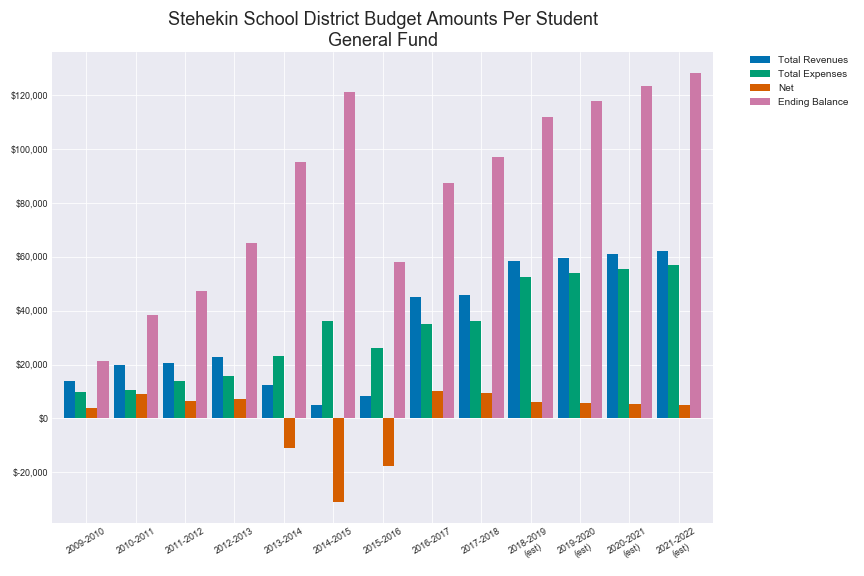 Stehekin School District Budget Amounts Per Student
General Fund
Total Revenues
Total Expenses
Net
Ending Balance
$120,000
$100,000
$80,000
$60,000
$40,000
$20,000
$0
$-20,000
2009-2010
2010-2011
2011-2012
2012-2013
2013-2014
2014-2015
2015-2016
2016-2017
2017-2018
2018-2019
(est)
2019-2020
(est)
2020-2021
(est)
2021-2022
(est)